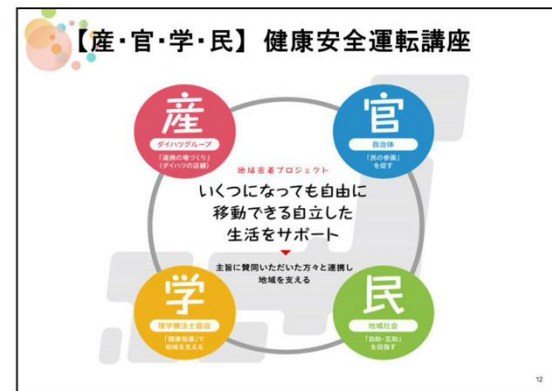 【産・官・学・民】 健康安全運転講座
産
ダイハツグループ
「連携の場づくり」
(ダイハツの店舗)
官
自治体
「民の参画」
を促す
地域密着プロジェクト
いくつになっても自由に
移動できる自立した
生活をサポート
主旨に賛同いただいた方々と連携し
地域を支える
学
理学療法士協会
「健康指導」で
地域を支える
民
地域社会
「自助・互助」
を目指す
12